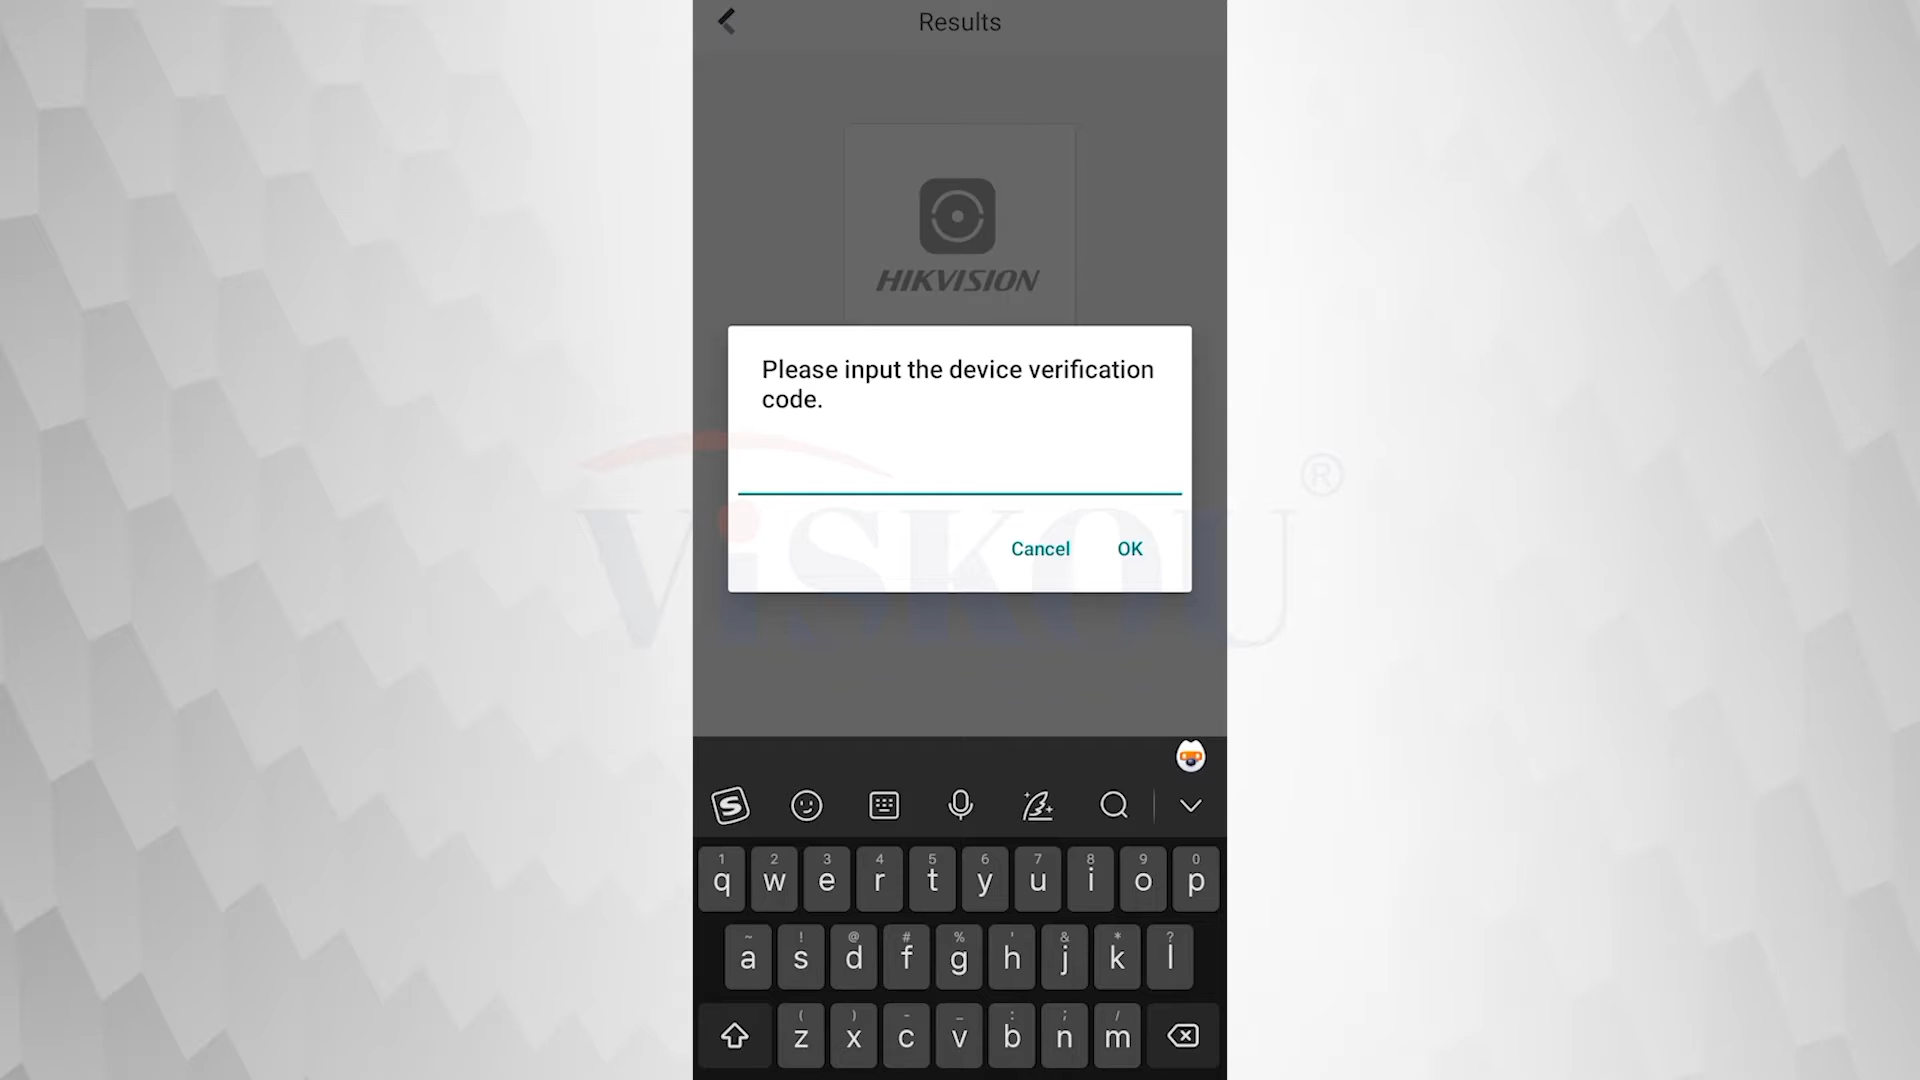 Results
HIKVISION
Please input the device verification
code.
ViSKOU®
Cancel OK
1 2 3 4 5 6 7 8 9 0
q w e r t y u i o p
~ ! @ # % ' & * ?
a s d f g h j k l
( ) - _ : ; /
z x c v b n m